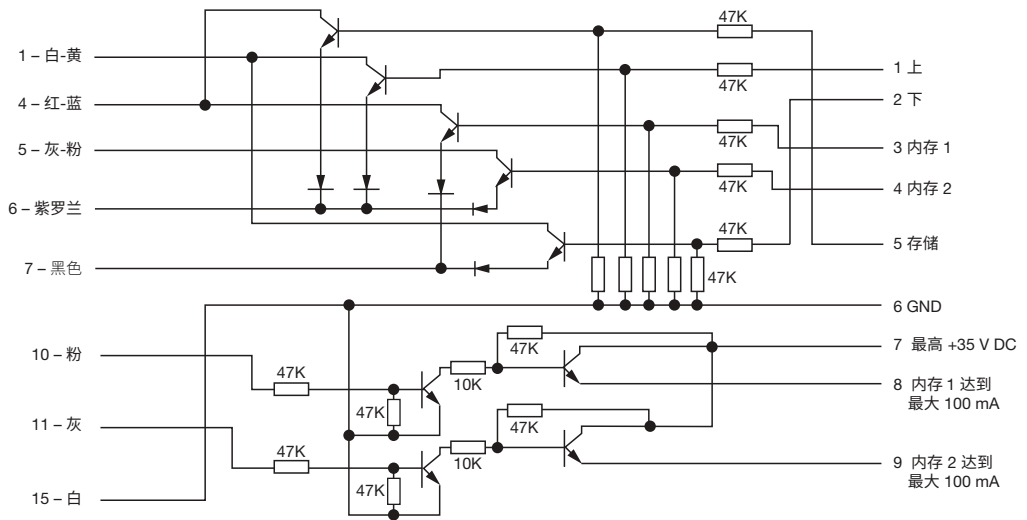 47K
1 – 白-黄
47K
1 上
4 – 红-蓝
2 下
47K
3 内存 1
5 – 灰-粉
47K
4 内存 2
6 – 紫罗兰
47K
5 存储
7 – 黑色
47K
6 GND
10 – 粉
47K
10K
47K
47K
7 最高 +35 V DC
8 内存 1 达到
最大 100 mA
11 – 灰
47K
10K
47K
47K
9 内存 2 达到
最大 100 mA
15 – 白